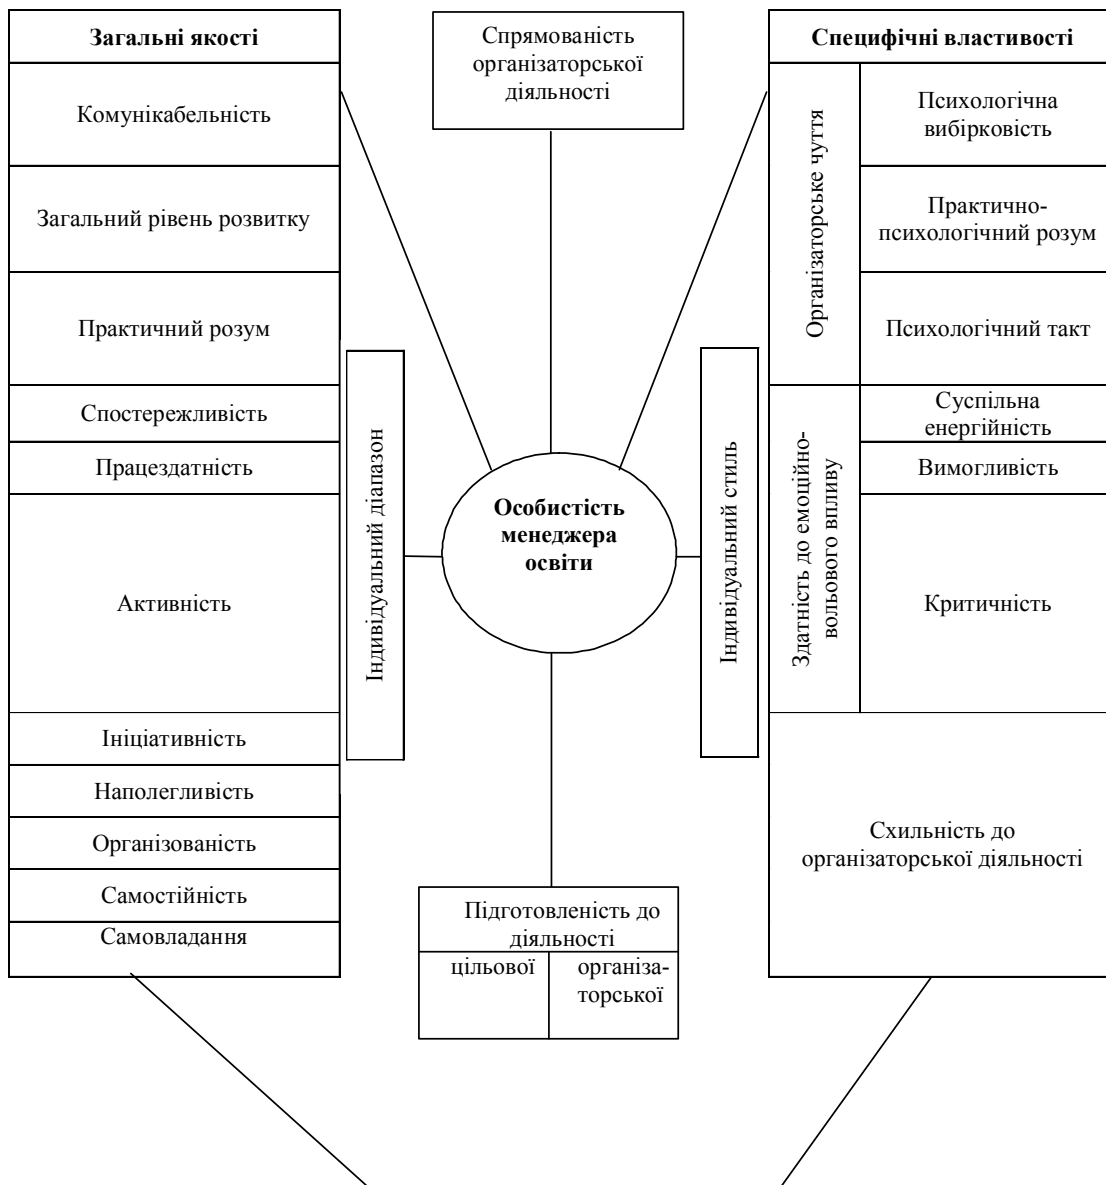 Загальні якості
Комунікабельність
Загальний рівень розвитку
Практичний розум
Спостережливість
Працездатність
Активність
Ініціативність
Наполегливість
Організованість
Самостійність
Самовладання
Індивідуальний діапазон
Спрямованість
організаторської
діяльності
Особистість
менеджера
освіти
Підготовленість до
діяльності
цільової
організа-
торської
Індивідуальний стиль
Специфічні властивості
Організаторське чуття
Психологічна
вибірковість
Практично-
психологічний розум
Психологічний такт
Здатність до емоційно-
вольового впливу
Суспільна
енергійність
Вимогливість
Критичність
Схильність до
організаторської діяльності